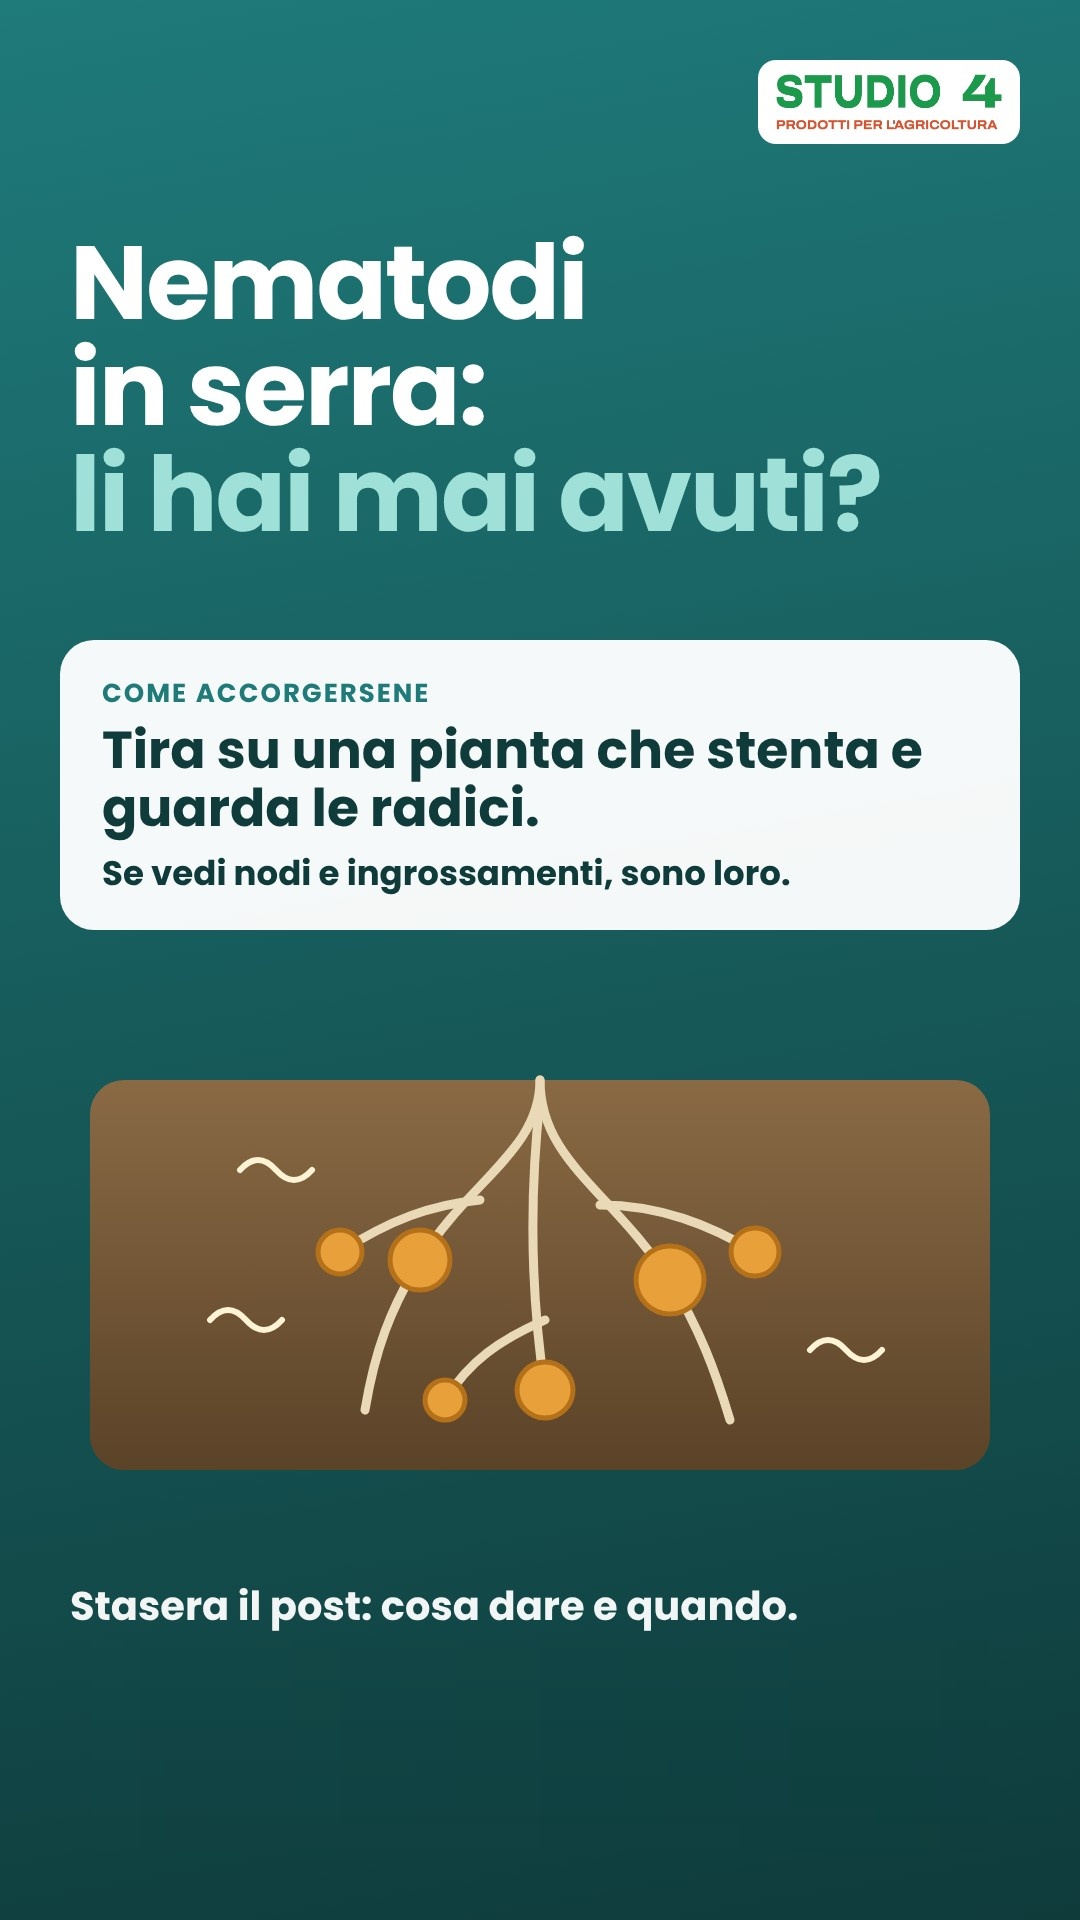 STUDIO 4
PRODOTTI PER L'AGRICOLTURA
Nematodi
in serra:
li hai mai avuti?
COME ACCORGERSENE
Tira su una pianta che stenta e
guarda le radici.
Se vedi nodi e ingrossamenti, sono loro.
Stasera il post: cosa dare e quando.